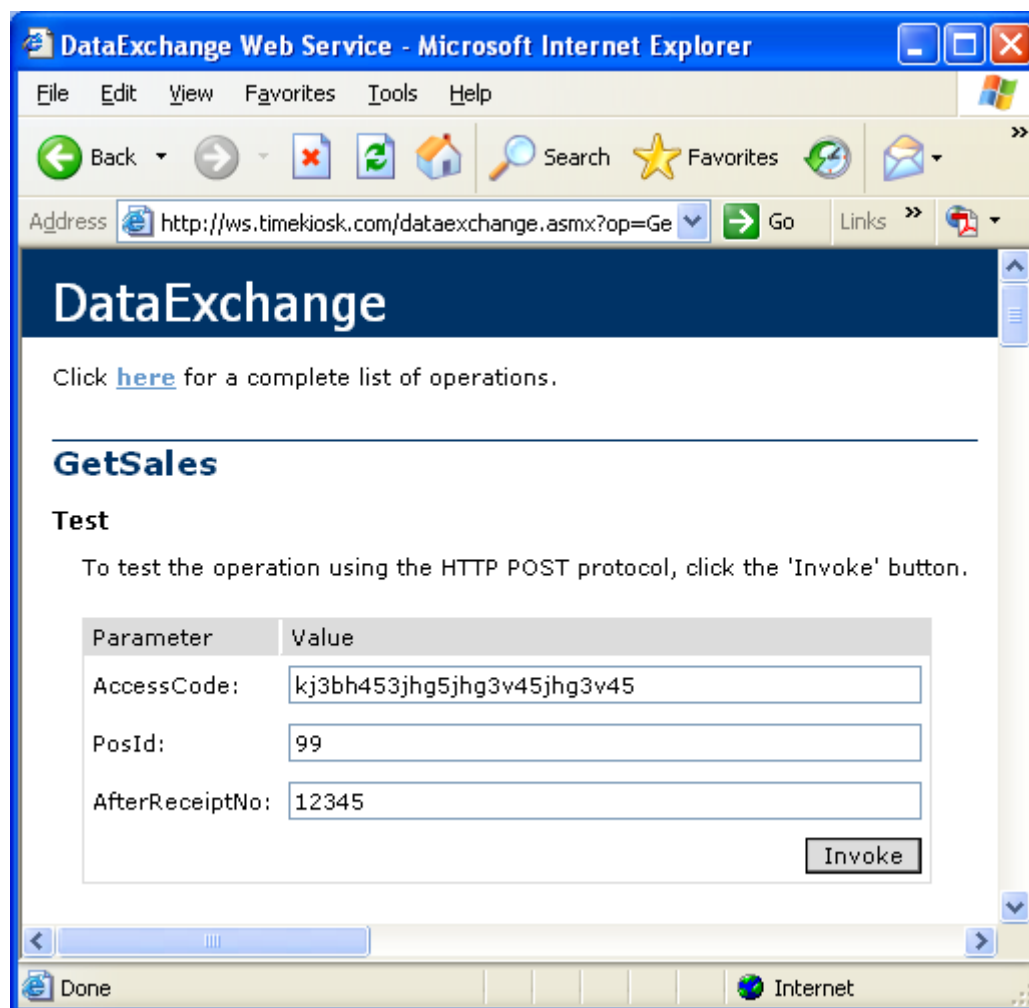 DataExchange Web Service - Microsoft Internet Explorer
File Edit View Favorites Tools Help
Back Search Favorites »
Address http://ws.timekiosk.com/dataexchange.asmx?op=Ge Go Links »
DataExchange
Click here for a complete list of operations.
GetSales
Test
To test the operation using the HTTP POST protocol, click the 'Invoke' button.
Parameter Value
AccessCode: kj3bh453jhg5jhg3v45jhg3v45
PosId: 99
AfterReceiptNo: 12345
Invoke
Done Internet